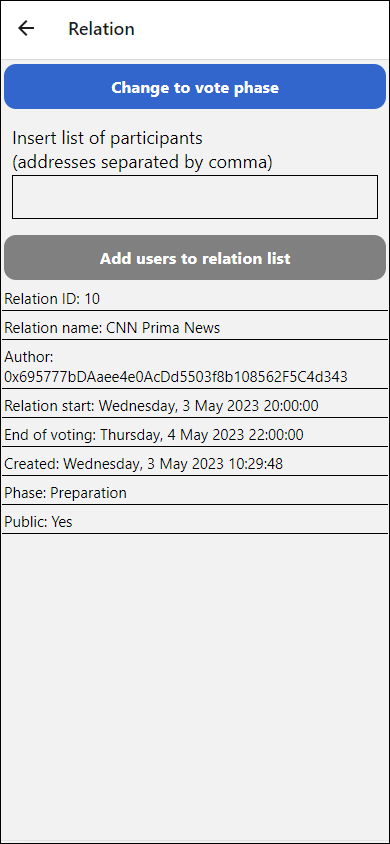 Relation
Change to vote phase
Insert list of participants
(addresses separated by comma)
Add users to relation list
Relation ID: 10
Relation name: CNN Prima News
Author:
0x695777bDAaee4e0AcDd5503f8b108562F5C4d343
Relation start: Wednesday, 3 May 2023 20:00:00
End of voting: Thursday, 4 May 2023 22:00:00
Created: Wednesday, 3 May 2023 10:29:48
Phase: Preparation
Public: Yes